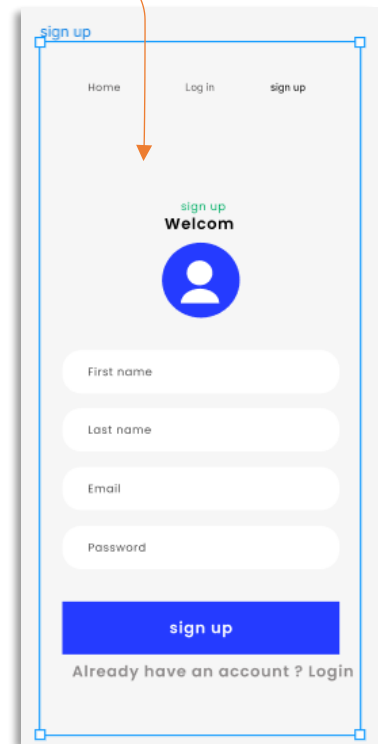 sign up
Home Log in sign up
sign up
Welcom
First name
Last name
Email
Password
sign up
Already have an account ? Login